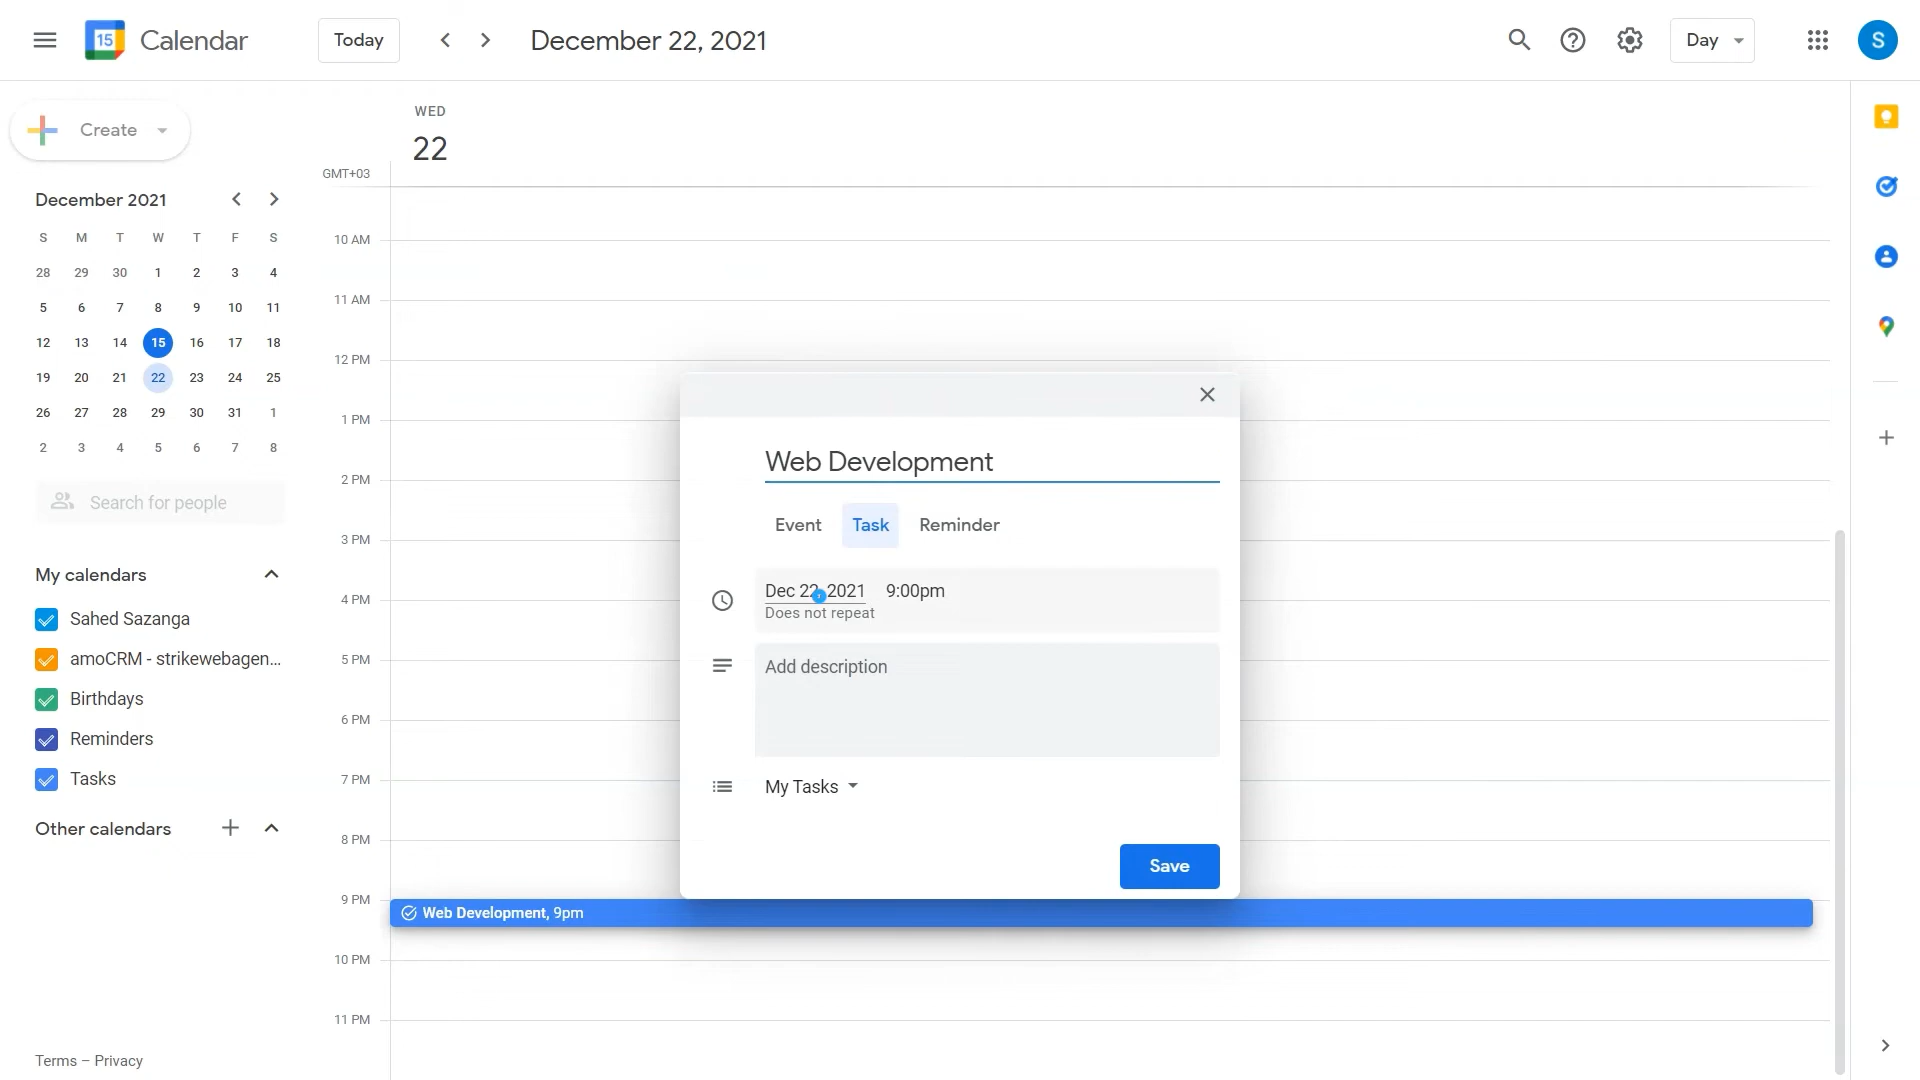 15 Calendar Today December 22, 2021 Day S
Create
WED
22
GMT+03
December 2021
S M T W T F S
28 29 30 1 2 3 4
5 6 7 8 9 10 11
12 13 14 15 16 17 18
19 20 21 22 23 24 25
26 27 28 29 30 31 1
2 3 4 5 6 7 8
Search for people
My calendars
Sahed Sazanga
amoCRM - strikewebagen...
Birthdays
Reminders
Tasks
Other calendars
Terms – Privacy
10 AM
11 AM
12 PM
1 PM
2 PM
3 PM
4 PM
5 PM
6 PM
7 PM
8 PM
9 PM
10 PM
11 PM
Web Development, 9pm
Web Development
Event Task Reminder
Dec 22, 2021 9:00pm
Does not repeat
Add description
My Tasks
Save